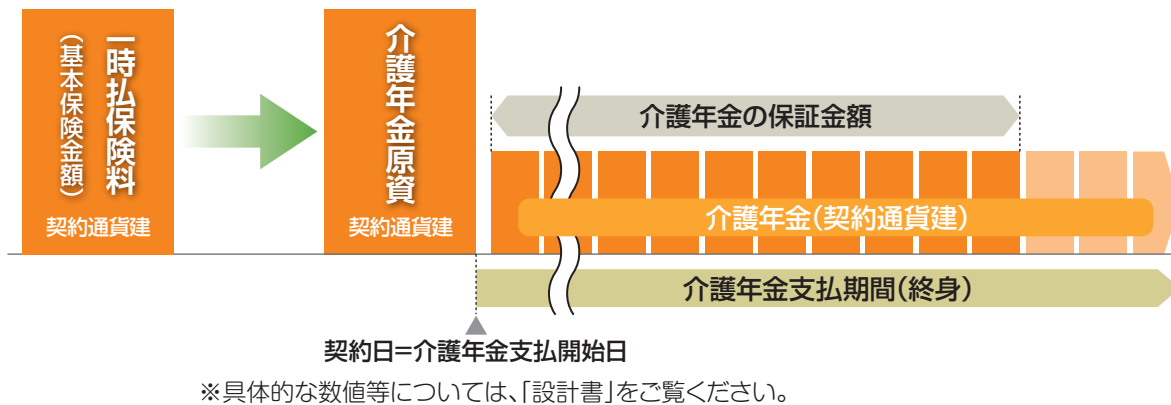 一時払保険料
(基本保険金額)
契約通貨建
介護年金原資
契約通貨建
介護年金の保証金額
介護年金(契約通貨建)
介護年金支払期間(終身)
契約日=介護年金支払開始日
※具体的な数値等については、「設計書」をご覧ください。